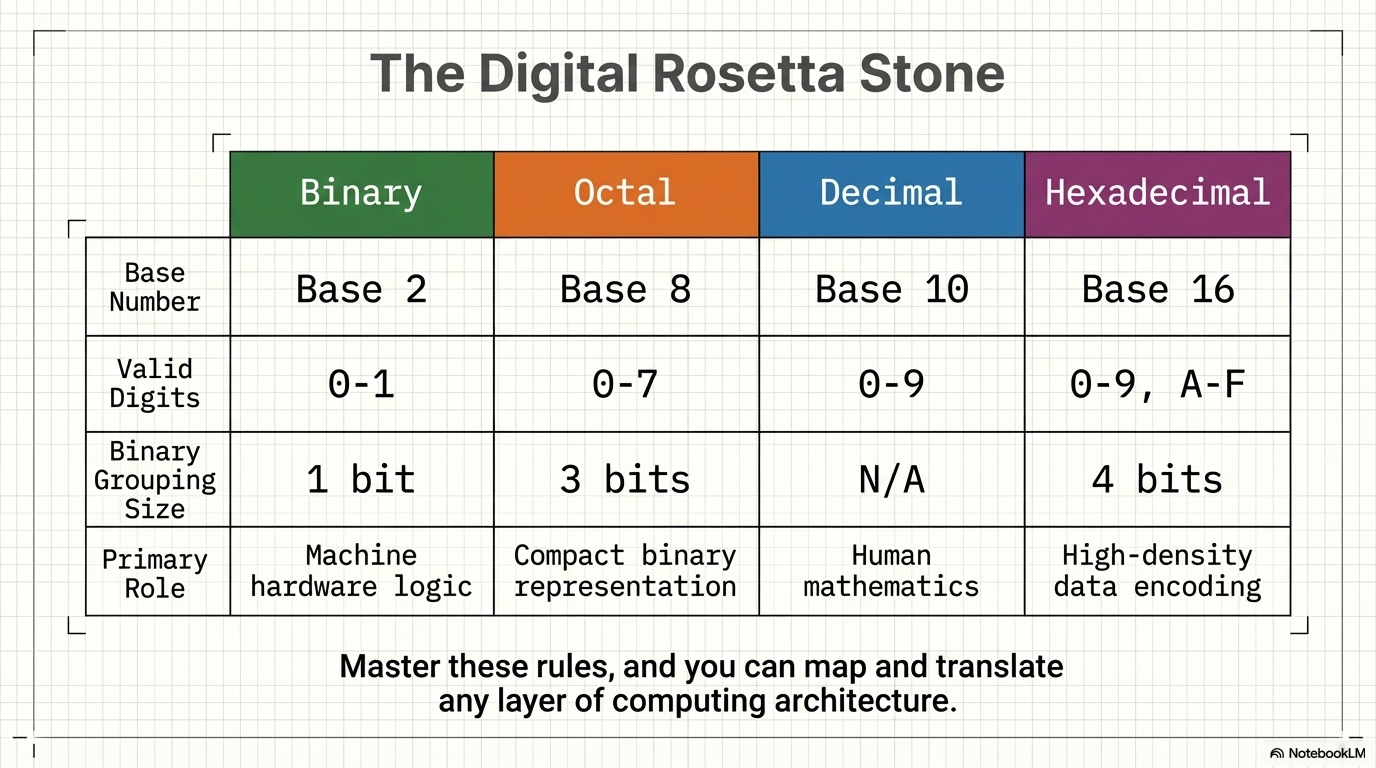 The Digital Rosetta Stone
Binary
Octal
Decimal
Hexadecimal
Base
Number
Base 2
Base 8
Base 10
Base 16
Valid
Digits
0-1
0-7
0-9
0-9, A-F
Binary
Grouping
Size
1 bit
3 bits
N/A
4 bits
Primary
Role
Machine
hardware logic
Compact binary
representation
Human
mathematics
High-density
data encoding
Master these rules, and you can map and translate
any layer of computing architecture.
NotebookLM